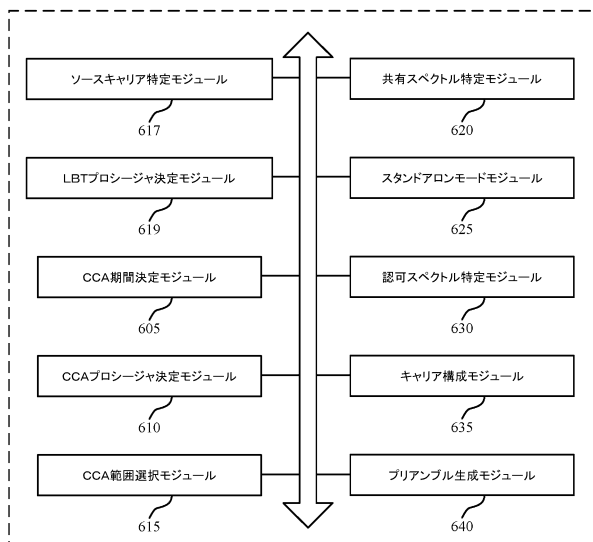 ソースキャリア特定モジュール
617
共有スペクトル特定モジュール
620
LBTプロシージャ決定モジュール
619
スタンドアロンモードモジュール
625
CCA期間決定モジュール
605
認可スペクトル特定モジュール
630
CCAプロシージャ決定モジュール
610
キャリア構成モジュール
635
CCA範囲選択モジュール
615
プリアンブル生成モジュール
640